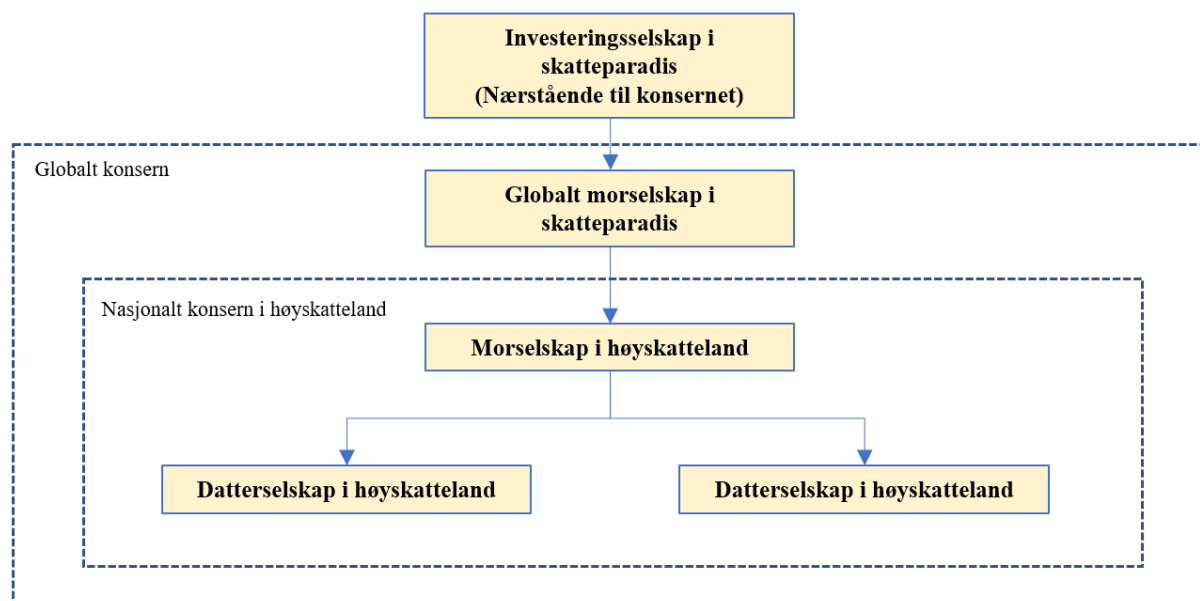 Investeringsselskap i
skatteparadis
(Nærstående til konsernet)
Globalt konsern
Globalt morselskap i
skatteparadis
Nasjonalt konsern i høyskatteland
Morselskap i høyskatteland
Datterselskap i høyskatteland
Datterselskap i høyskatteland